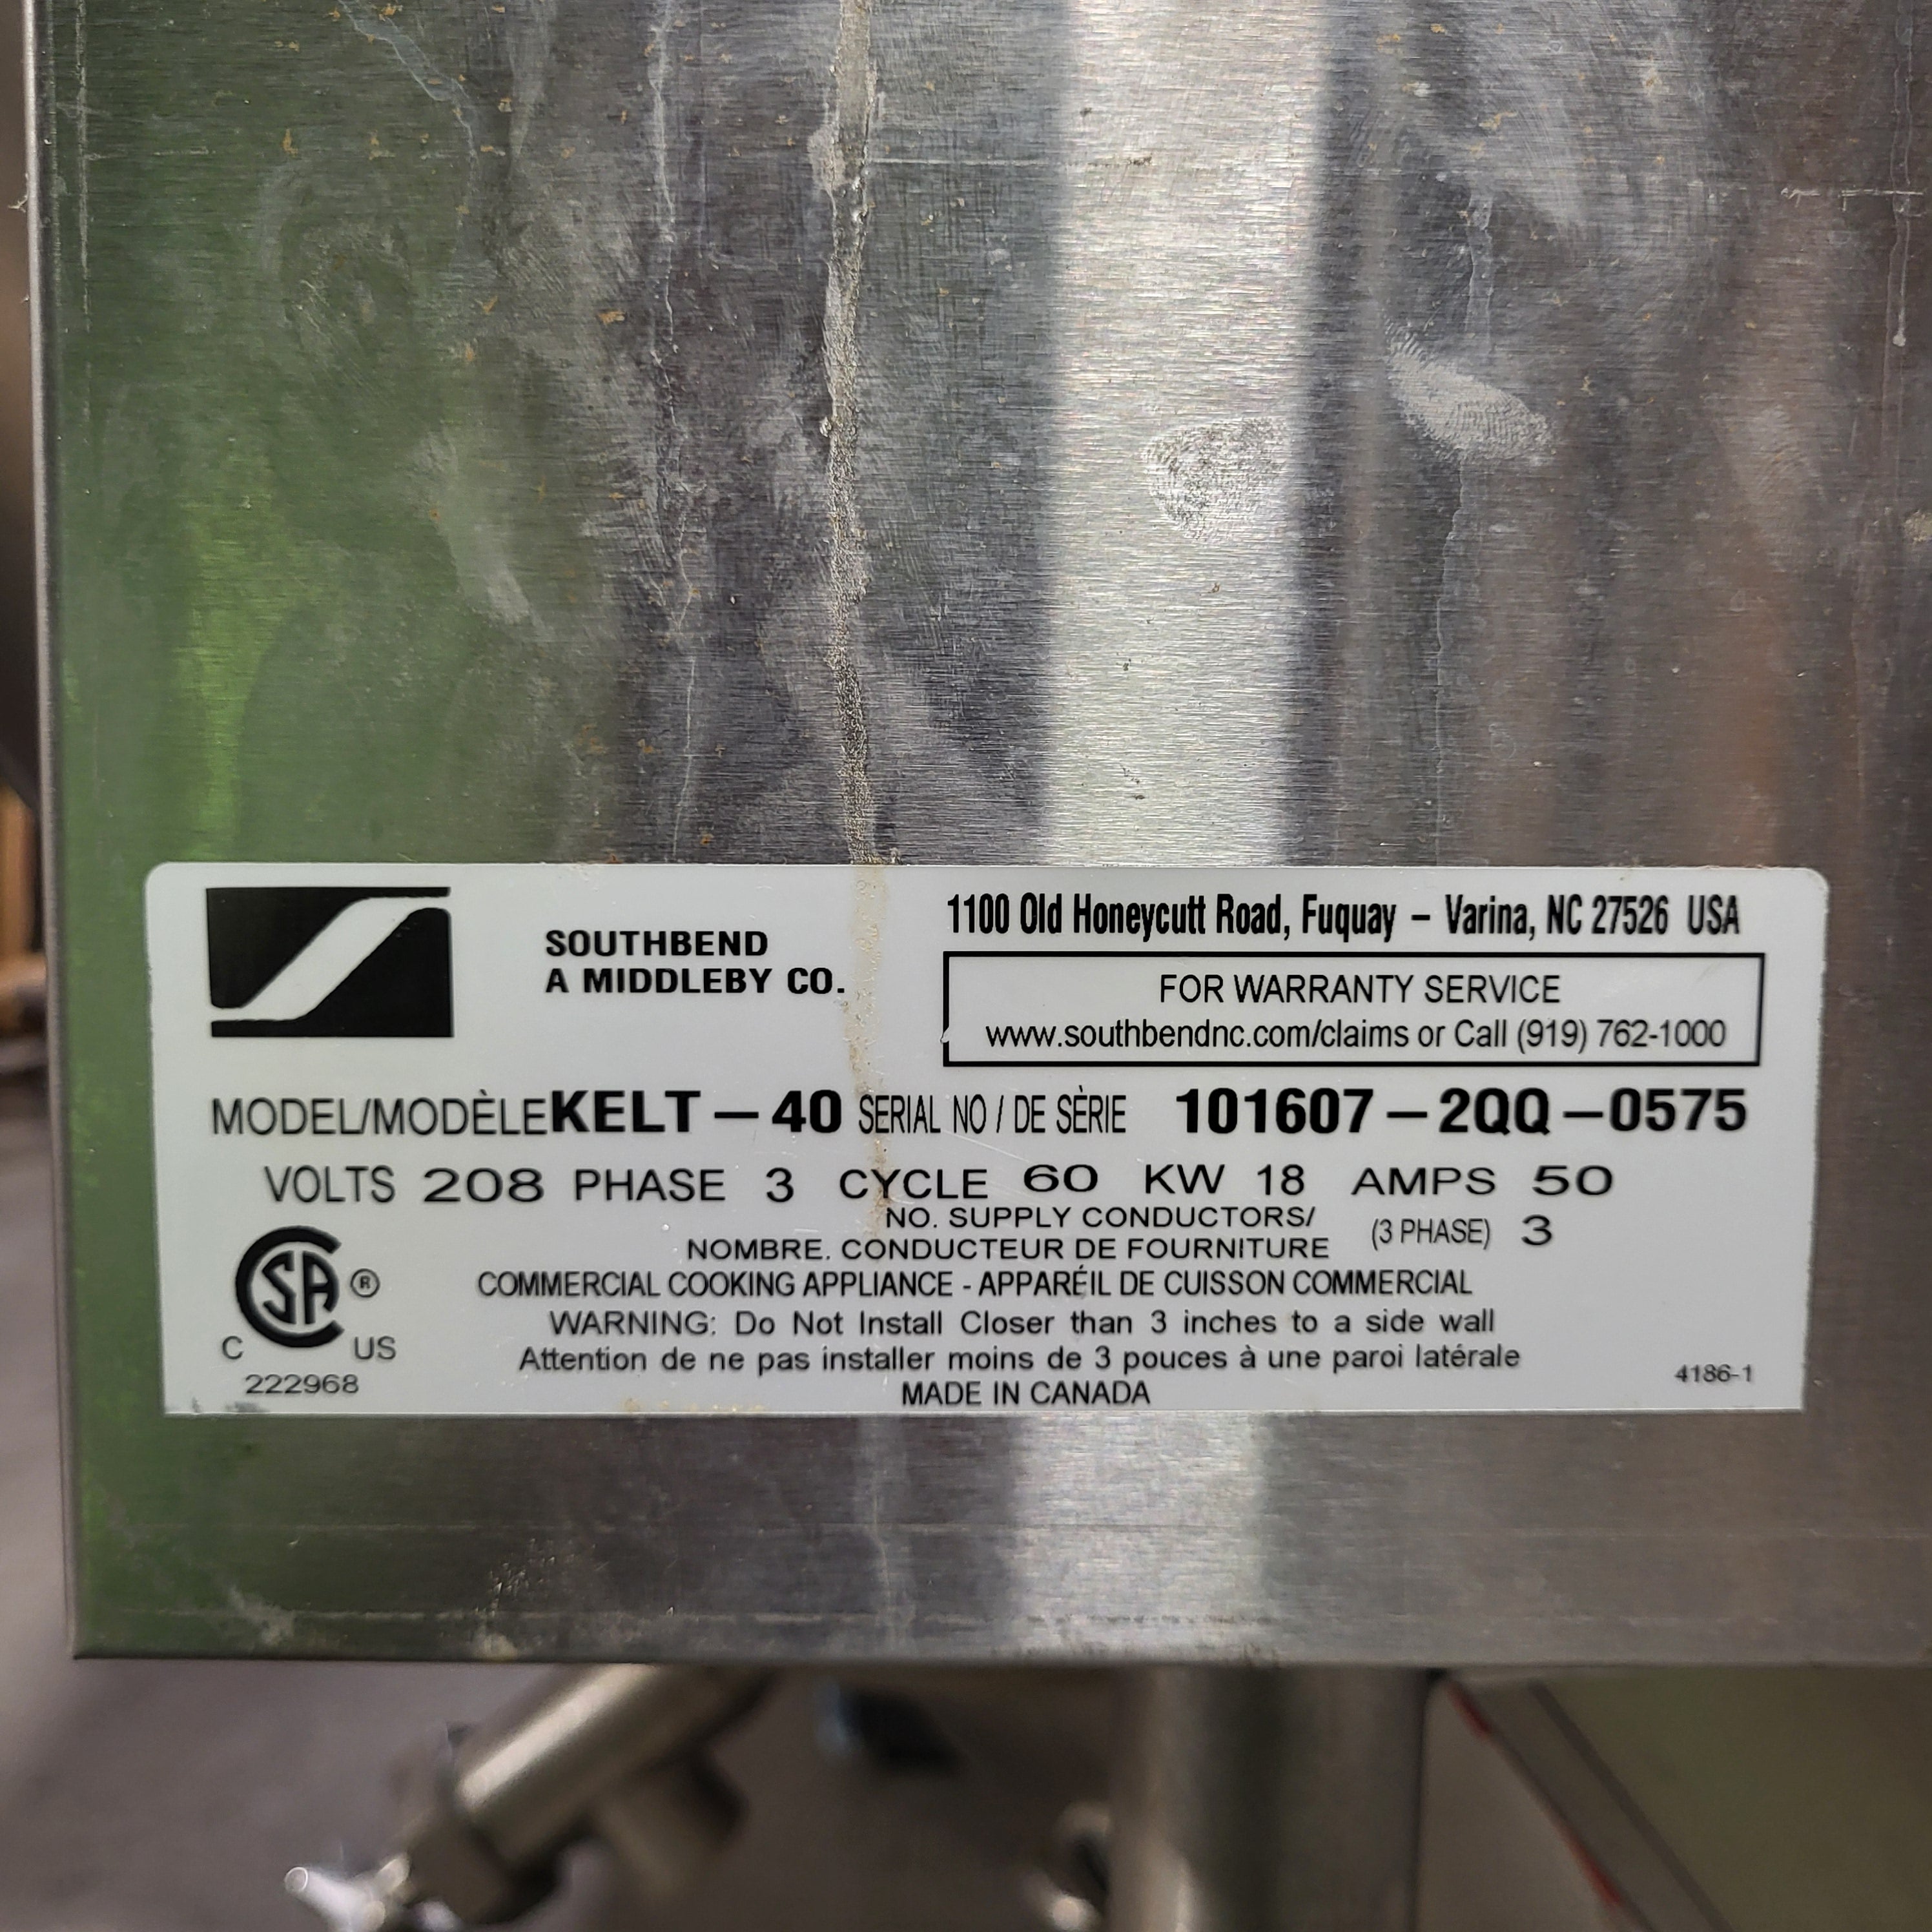 SOUTHBEND
A MIDDLEBY CO.
1100 Old Honeycutt Road, Fuquay – Varina, NC 27526 USA
FOR WARRANTY SERVICE
www.southbendnc.com/claims or Call (919) 762-1000
MODEL/MODÈLE KELT – 40 SERIAL NO / DE SÈRIE 101607 – 2QQ – 0575
VOLTS 208 PHASE 3 CYCLE 60 KW 18 AMPS 50
NO. SUPPLY CONDUCTORS/
NOMBRE. CONDUCTEUR DE FOURNITURE (3 PHASE) 3
CSA ®
C US
222968
COMMERCIAL COOKING APPLIANCE - APPARÉIL DE CUISSON COMMERCIAL
WARNING: Do Not Install Closer than 3 inches to a side wall
Attention de ne pas installer moins de 3 pouces à une paroi latérale
MADE IN CANADA
4186-1